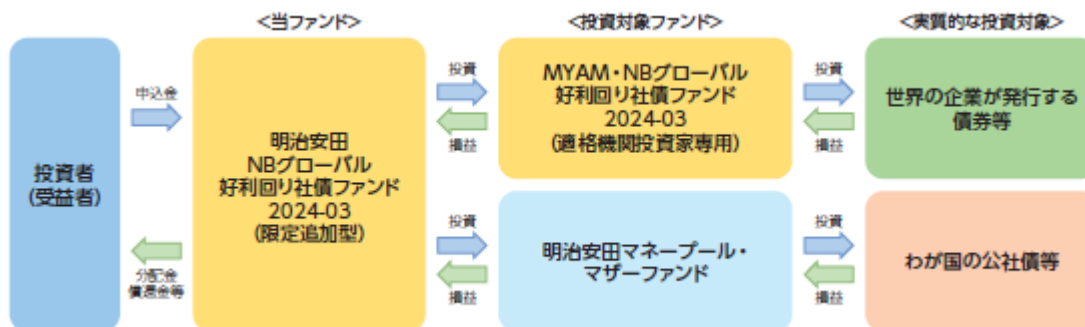 <当ファンド>
<投資対象ファンド>
<実質的な投資対象>
投資者
(受益者)
申込金
分配金
償還金等
明治安田
NBグローバル
好利回り社債ファンド
2024-03
(限定追加型)
投資
損益
MYAM・NBグローバル
好利回り社債ファンド
2024-03
(適格機関投資家専用)
投資
損益
世界の企業が発行する
債券等
投資
損益
明治安田マネープール・
マザーファンド
投資
損益
わが国の公社債等